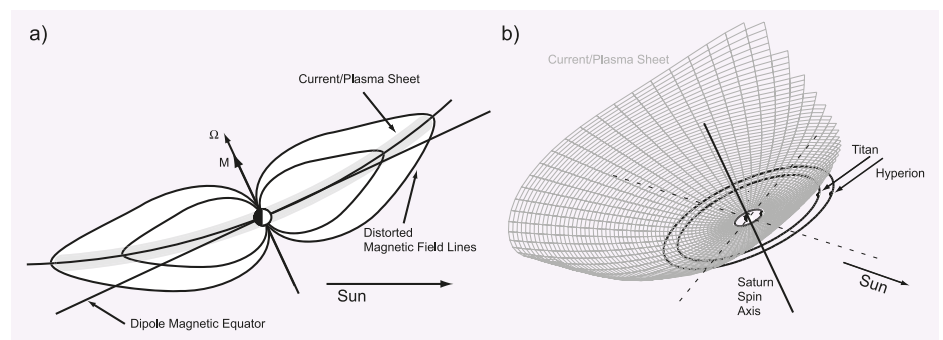 a)
Current/Plasma Sheet
Ω
M
Distorted
Magnetic Field Lines
Sun
Dipole Magnetic Equator
b)
Current/Plasma Sheet
Titan
Hyperion
Sun
Saturn
Spin
Axis